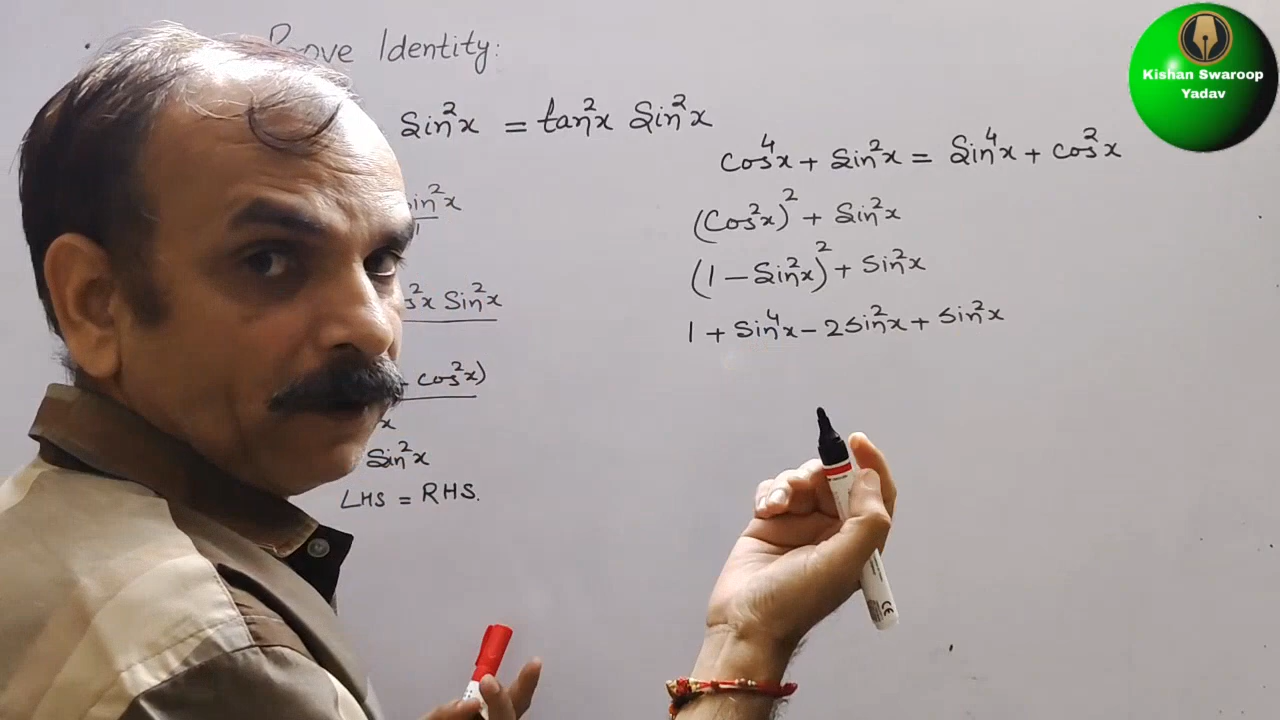 Prove Identity:
Sin²x = tan²x Sin²x
Sin²x
s²x Sin²x
cos²x)
x
Sin²x
LHS = RHS.
cos⁴x + Sin²x = Sin⁴x + cos²x
(Cos²x)² + Sin²x
(1 − Sin²x)² + Sin²x
1 + Sin⁴x − 2Sin²x + Sin²x
Kishan Swaroop
Yadav